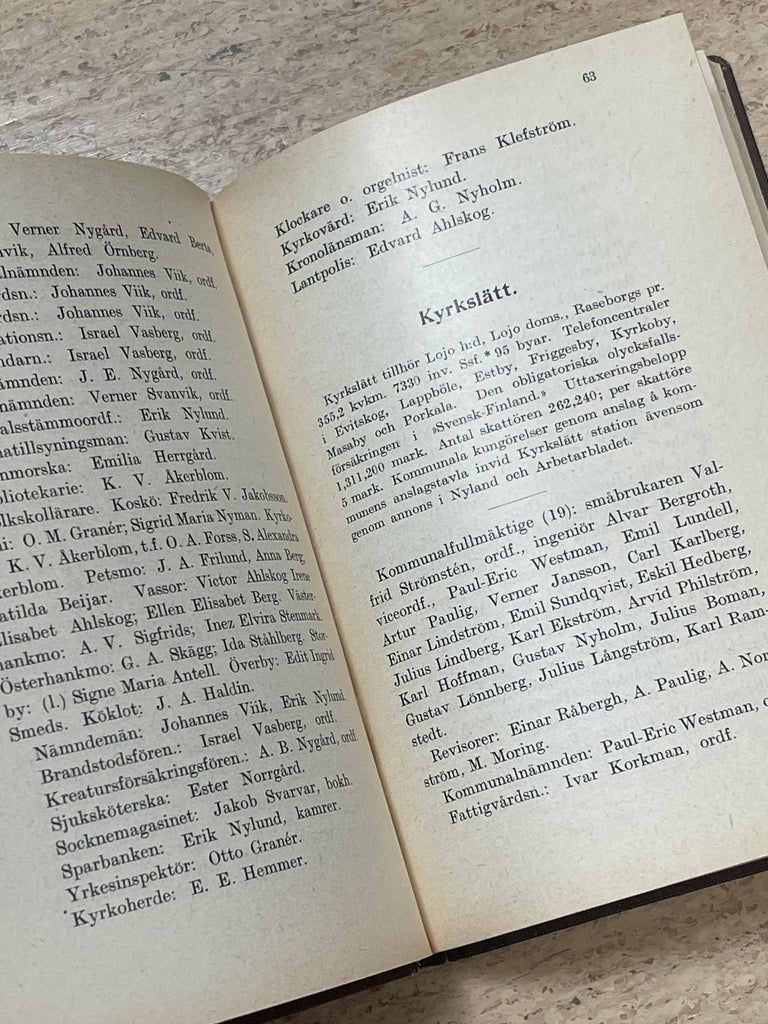 Verner Nygård, Edvard Berts,
nvik, Alfred Örnberg.
lnämnden: Johannes Viik, ordf.
rdsn.: Johannes Viik, ordf.
rdsn.: Johannes Viik, ordf.
ationsn.: Israel Vasberg, ordf.
ndarn.: Israel Vasberg, ordf.
ämnden: J. E. Nygård, ordf.
nämnden: Verner Svanvik, ordf.
alsstämmoordf.: Erik Nylund.
atillsyningsman: Gustav Kvist.
nmorska: Emilia Herrgård.
bliotekarie: K. V. Åkerblom.
olkskollärare. Koskö: Fredrik V. Jakobsson.
ni: O. M. Granér; Sigrid Maria Nyman. Kyrko-
K. V. Åkerblom, t.f. O. A. Forss, S. Alexandra
kerblom. Petsmo: J. A. Frilund, Anna Berg,
atilda Beijar. Vassor: Victor Ahlskog Irene
lisabet Ahlskog; Ellen Elisabet Berg. Väster-
hankmo: A. V. Sigfrids; Inez Elvira Stenmark.
Österhankmo: G. A. Skägg; Ida Ståhlberg. Stor-
by: (l.) Signe Maria Antell. Överby: Edit Ingrid
Smeds. Köklot: J. A. Haldin.
Nämndemän: Johannes Viik, Erik Nylund.
Brandstodsfören.: Israel Vasberg, ordf.
Kreatursförsäkringsfören.: A. B. Nygård, ordf.
Sjuksköterska: Ester Norrgård.
Socknemagasinet: Jakob Svarvar, bokh.
Sparbanken: Erik Nylund, kamrer.
Yrkesinspektör: Otto Granér.
Kyrkoherde: E. E. Hemmer.
63
Klockare o. orgelnist: Frans Klefström.
Kyrkovärd: Erik Nylund.
Kronolänsman: A. G. Nyholm.
Lantpolis: Edvard Ahlskog.
Kyrkslätt.
Kyrkslätt tillhör Lojo h:d, Lojo doms., Raseborgs pr.
355,2 kvkm. 7339 inv. Ssf.* 95 byar. Telefoncentraler
i Evitskog, Lappböle, Estby, Friggesby, Kyrkoby,
Masaby och Porkala. Den obligatoriska olycksfalls-
försäkringen i »Svensk-Finland.» Uttaxeringsbelopp
1,311,200 mark. Antal skattören 262,240; per skattöre
5 mark. Kommunala kungörelser genom anslag å kom-
munens anslagstavla invid Kyrkslätt station ävensom
genom annons i Nyland och Arbetarbladet.
Kommunalfullmäktige (19): småbrukaren Val-
frid Strömstén, ordf., ingeniör Alvar Bergroth,
viceordf., Paul-Eric Westman, Emil Lundell,
Artur Paulig, Verner Jansson, Carl Karlberg,
Einar Lindström, Emil Sundqvist, Eskil Hedberg,
Julius Lindberg, Karl Ekström, Arvid Philström,
Karl Hoffman, Gustav Nyholm, Julius Boman,
Gustav Lönnberg, Julius Långström, Karl Ram-
stedt.
Revisorer: Einar Råbergh, A. Paulig, A. Nor
ström, M. Moring.
Kommunalnämnden: Paul-Eric Westman, o
Fattigvårdsn.: Ivar Korkman, ordf.